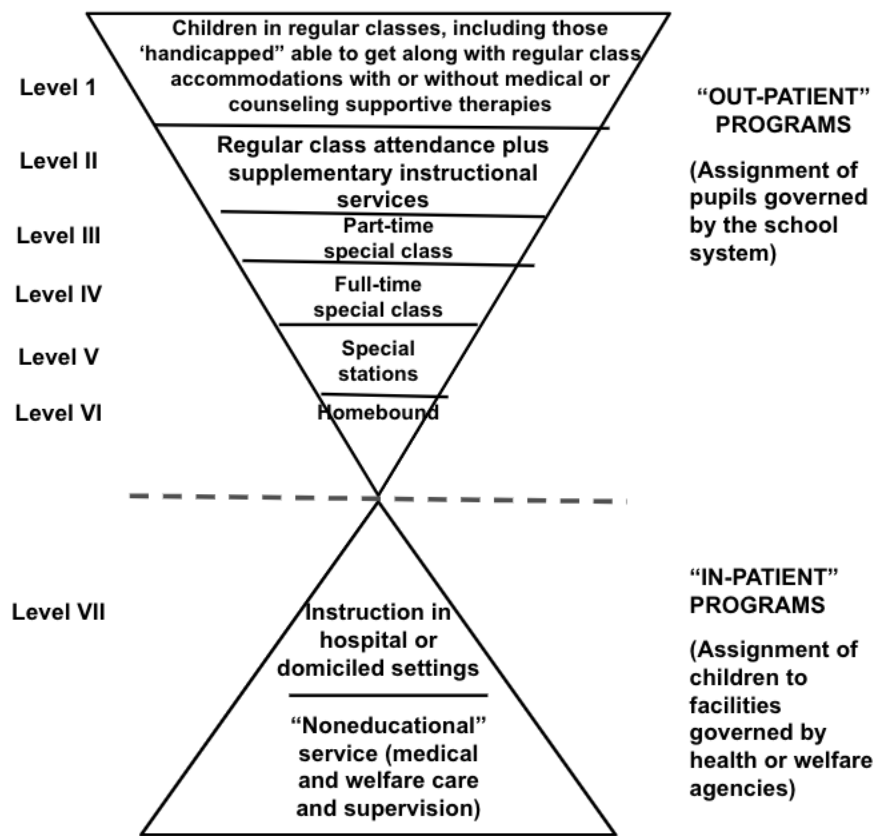 Children in regular classes, including those
‘handicapped” able to get along with regular class
accommodations with or without medical or
counseling supportive therapies
Level 1
“OUT-PATIENT”
PROGRAMS
(Assignment of
pupils governed
by the school
system)
Level II
Regular class attendance plus
supplementary instructional
services
Level III
Part-time
special class
Level IV
Full-time
special class
Level V
Special
stations
Level VI
Homebound
Level VII
Instruction in
hospital or
domiciled settings
“Noneducational”
service (medical
and welfare care
and supervision)
“IN-PATIENT”
PROGRAMS
(Assignment of
children to
facilities
governed by
health or welfare
agencies)